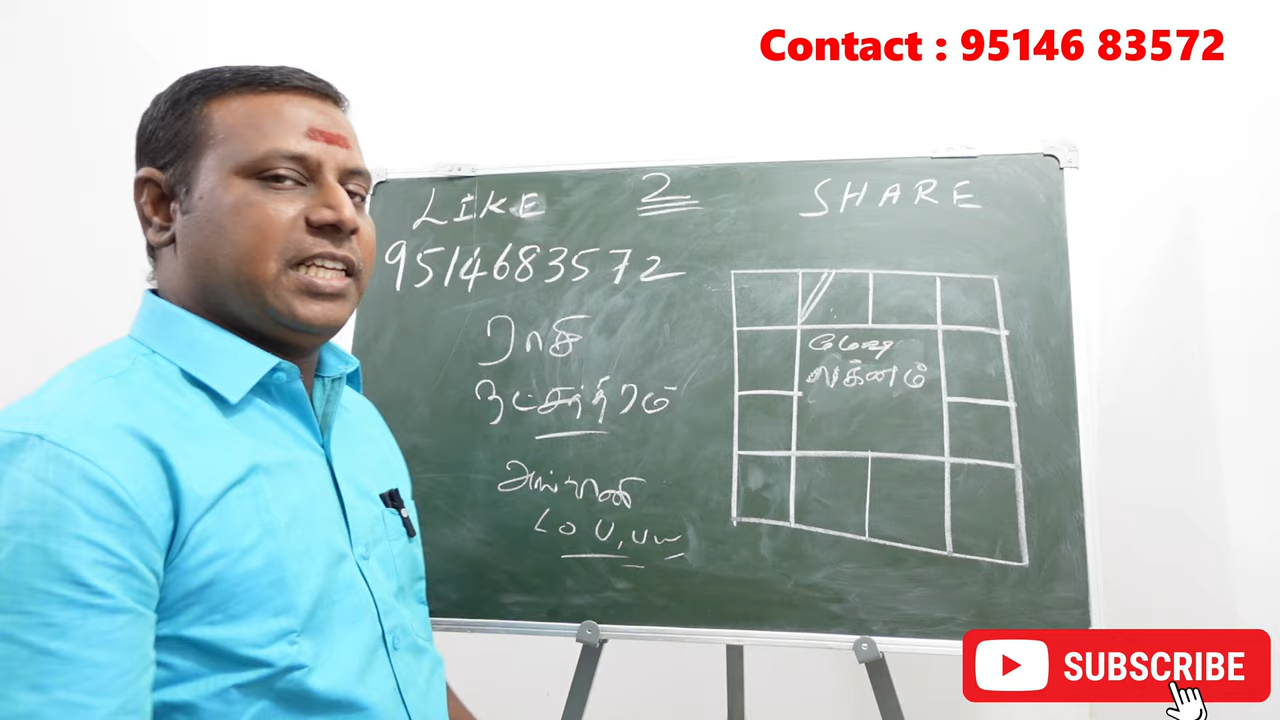 Contact : 95146 83572
LIKE 2 SHARE
9514683572
ராசி
நட்சத்திரம்
மேஷ
லக்னம்
SUBSCRIBE